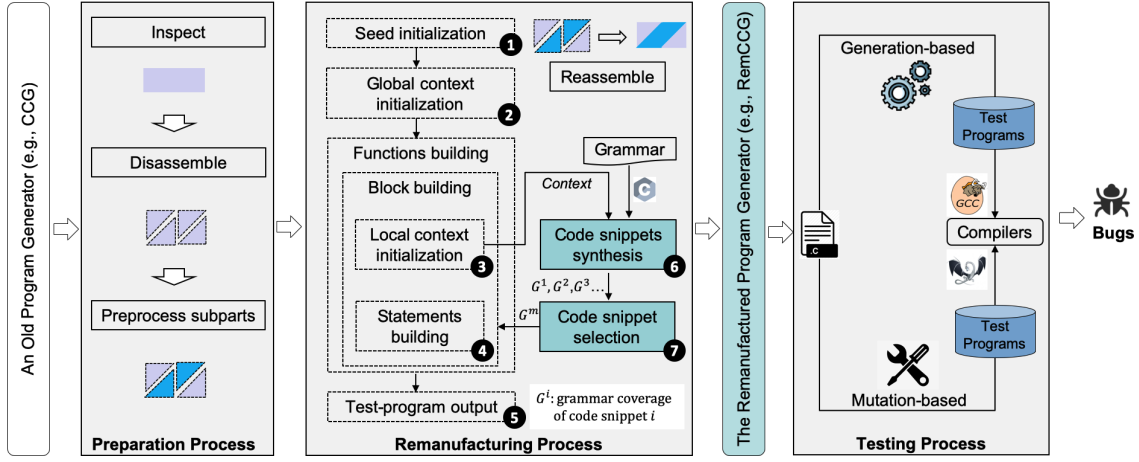 An Old Program Generator (e.g., CCG)
Inspect
Disassemble
Preprocess subparts
Preparation Process
Seed initialization
1
Global context
initialization
2
Functions building
Block building
Local context
initialization
3
Statements
building
4
Test-program output
5
Reassemble
Grammar
C
Context
Code snippets
synthesis
6
G¹, G², G³ ...
Gᵐ
Code snippet
selection
7
Gⁱ: grammar coverage
of code snippet i
Remanufacturing Process
The Remanufactured Program Generator (e.g., RemCCG)
.C
Generation-based
Test
Programs
GCC
Compilers
Test
Programs
Mutation-based
Testing Process
Bugs